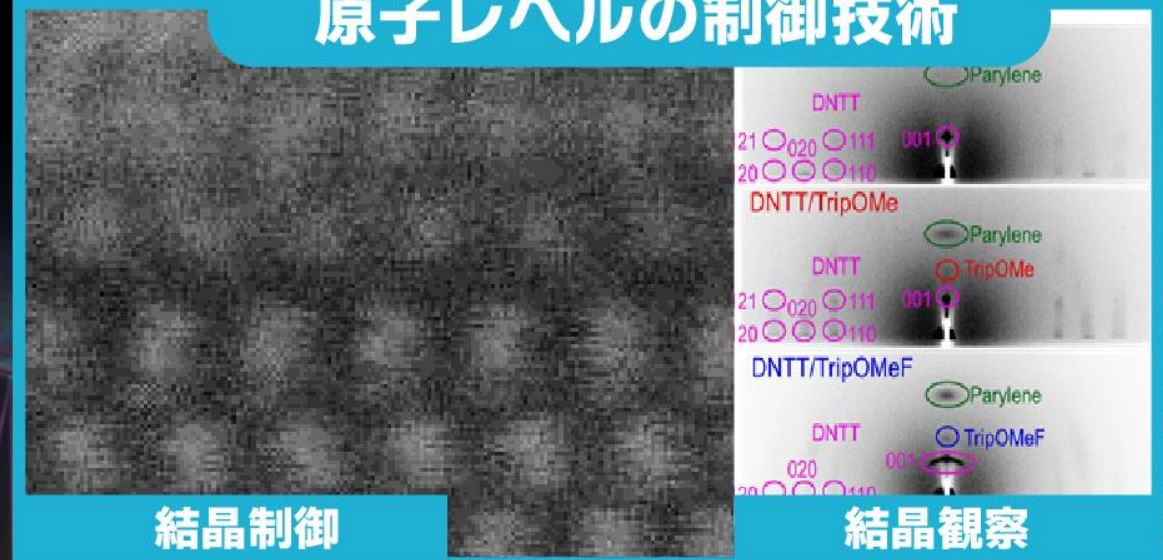 原子レベルの制御技術
Parylene
DNTT
21 020 111 001
20 110
DNTT/TripOMe
Parylene
DNTT TripOMe
21 020 111 001
20 110
DNTT/TripOMeF
Parylene
DNTT TripOMeF
020 001
20 110
結晶制御
結晶観察